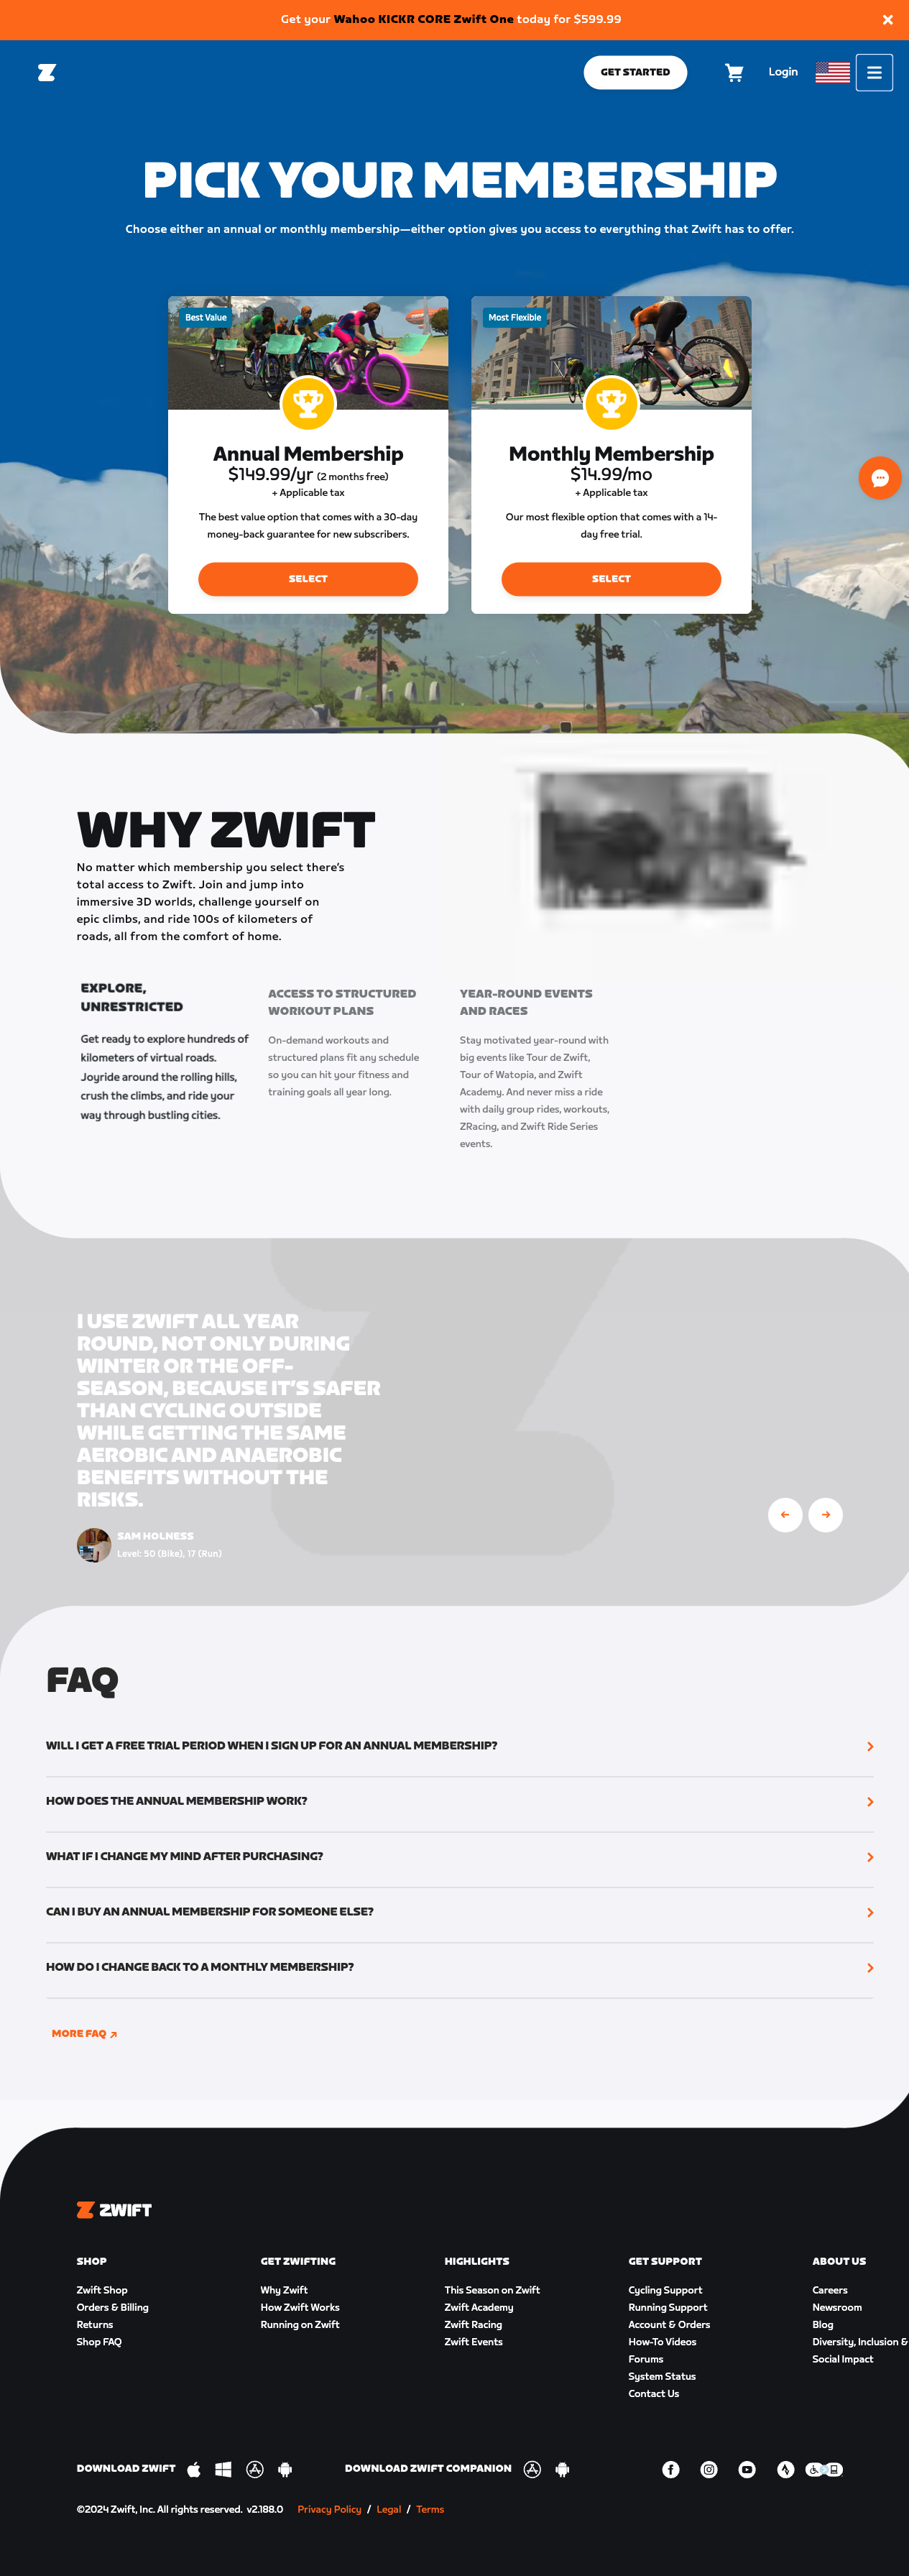 Get your Wahoo KICKR CORE Zwift One today for $599.99
GET STARTED
Login
PICK YOUR MEMBERSHIP
Choose either an annual or monthly membership—either option gives you access to everything that Zwift has to offer.
Best Value
Annual Membership
$149.99/yr (2 months free)
+ Applicable tax
The best value option that comes with a 30-day
money-back guarantee for new subscribers.
SELECT
Most Flexible
Monthly Membership
$14.99/mo
+ Applicable tax
Our most flexible option that comes with a 14-
day free trial.
SELECT
WHY ZWIFT
No matter which membership you select there's
total access to Zwift. Join and jump into
immersive 3D worlds, challenge yourself on
epic climbs, and ride 100s of kilometers of
roads, all from the comfort of home.
EXPLORE,
UNRESTRICTED
Get ready to explore hundreds of
kilometers of virtual roads.
Joyride around the rolling hills,
crush the climbs, and ride your
way through bustling cities.
ACCESS TO STRUCTURED
WORKOUT PLANS
On-demand workouts and
structured plans fit any schedule
so you can hit your fitness and
training goals all year long.
YEAR-ROUND EVENTS
AND RACES
Stay motivated year-round with
big events like Tour de Zwift,
Tour of Watopia, and Zwift
Academy. And never miss a ride
with daily group rides, workouts,
ZRacing, and Zwift Ride Series
events.
I USE ZWIFT ALL YEAR
ROUND, NOT ONLY DURING
WINTER OR THE OFF-
SEASON, BECAUSE IT'S SAFER
THAN CYCLING OUTSIDE
WHILE GETTING THE SAME
AEROBIC AND ANAEROBIC
BENEFITS WITHOUT THE
RISKS.
SAM HOLNESS
Level: 50 (Bike), 17 (Run)
FAQ
WILL I GET A FREE TRIAL PERIOD WHEN I SIGN UP FOR AN ANNUAL MEMBERSHIP?
HOW DOES THE ANNUAL MEMBERSHIP WORK?
WHAT IF I CHANGE MY MIND AFTER PURCHASING?
CAN I BUY AN ANNUAL MEMBERSHIP FOR SOMEONE ELSE?
HOW DO I CHANGE BACK TO A MONTHLY MEMBERSHIP?
MORE FAQ
ZWIFT
SHOP
Zwift Shop
Orders & Billing
Returns
Shop FAQ
GET ZWIFTING
Why Zwift
How Zwift Works
Running on Zwift
HIGHLIGHTS
This Season on Zwift
Zwift Academy
Zwift Racing
Zwift Events
GET SUPPORT
Cycling Support
Running Support
Account & Orders
How-To Videos
Forums
System Status
Contact Us
ABOUT US
Careers
Newsroom
Blog
Diversity, Inclusion &
Social Impact
DOWNLOAD ZWIFT
DOWNLOAD ZWIFT COMPANION
©2024 Zwift, Inc. All rights reserved. v2.188.0 Privacy Policy / Legal / Terms